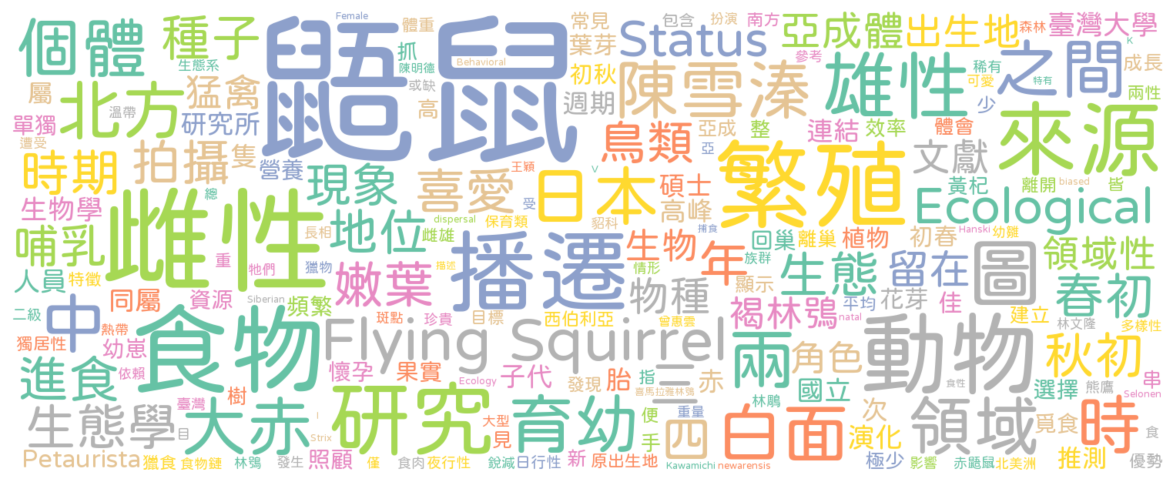 Female
體重
常見
包含
扮演
南方
亞成體
出生地
森林
臺灣大學
個體
種子
鼯鼠
抓
葉芽
Status
參考
稀有
之間
K
成長
生態系
陳明德
Behavioral
初秋
陳雪溱
雄性
可愛
特有
屬
北方
猛禽
溫帶
或缺
高
週期
少
兩性
單獨
研究所
亞成
整
連結
效率
體會
來源
遭受
拍攝
隻
鳥類
亞
文獻
時期
營養
王穎
V
繁殖
現象
喜愛
日本
碩士
黃杞
離開
biased
皆
總
受
高峰
Ecological
生物學
雌性
長相
地位
dispersal
保育類
貂科
捕食
Hanski
幼雛
哺乳
雌雄
生物
年
回巢
離巢
植物
初春
領域性
重
牠們
獵物
播遷
播述
情形
族群
人員
特徵
嫩葉
物種
顯示
生態
留在
圖
春初
同屬
資源
頻繁
Siberian
褐林鴞
平均
花芽
佳
二級
中
斑點
珍貴
目標
西伯利亞
曾惠雲
natal
建立
林文隆
多樣性
熱帶
獨居性
幼崽
食物
Flying Squirrel
兩
角色
動物
秋初
進食
依賴
懷孕
果實
子代
三
赤
樹
Ecology
發現
胎
指
喜馬拉雅林鴞
國立
食性
選擇
熊鷹
串
Selonen
臺灣
林鵰
生態學
大赤
I
研究
大型
育幼
便
重量
四
白面
次
領域
覓食
時
目
見
手
演化
Petaurista
獵食
食物鏈
林鴞
發生
Strix
照顧
僅
食肉
夜行性
銳減
日行性
新
原出生地
Kawamichi
newarensis
極少
影響
赤鼯鼠
北美洲
推測
食
優勢